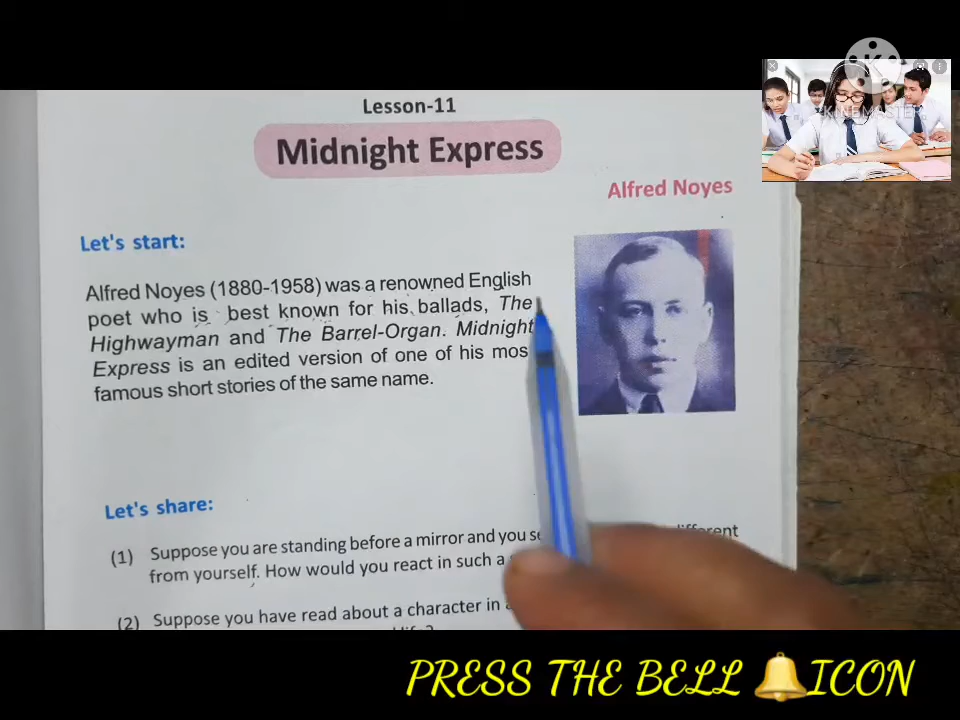 Lesson-11
Midnight Express
Alfred Noyes
Let's start:
Alfred Noyes (1880-1958) was a renowned English
poet who is best known for his ballads, The
Highwayman and The Barrel-Organ. Midnight
Express is an edited version of one of his mos
famous short stories of the same name.
Let's share:
(1) Suppose you are standing before a mirror and you se different
from yourself. How would you react in such a
(2) Suppose you have read about a character in
KINEMASTER
PRESS THE BELL ICON